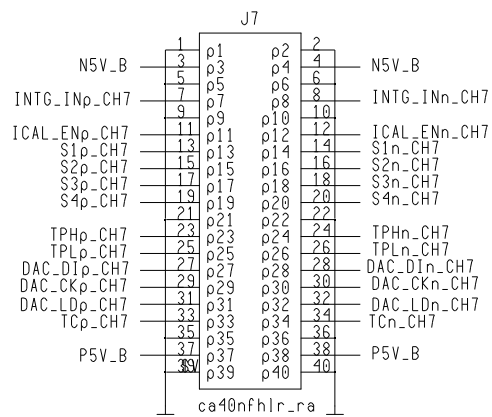 J7
1 p1 p2 2
N5V_B 3 p3 p4 4 N5V_B
5 p5 p6 6
INTG_INp_CH7 7 p7 p8 8 INTG_INn_CH7
9 p9 p10 10
ICAL_ENp_CH7 11 p11 p12 12 ICAL_ENn_CH7
S1p_CH7 13 p13 p14 14 S1n_CH7
S2p_CH7 15 p15 p16 16 S2n_CH7
S3p_CH7 17 p17 p18 18 S3n_CH7
S4p_CH7 19 p19 p20 20 S4n_CH7
21 p21 p22 22
TPHp_CH7 23 p23 p24 24 TPHn_CH7
TPLp_CH7 25 p25 p26 26 TPLn_CH7
DAC_DIp_CH7 27 p27 p28 28 DAC_DIn_CH7
DAC_CKp_CH7 29 p29 p30 30 DAC_CKn_CH7
DAC_LDp_CH7 31 p31 p32 32 DAC_LDn_CH7
TCp_CH7 33 p33 p34 34 TCn_CH7
35 p35 p36 36
P5V_B 37 p37 p38 38 P5V_B
39 p39 p40 40
ca40nfhlr_ra